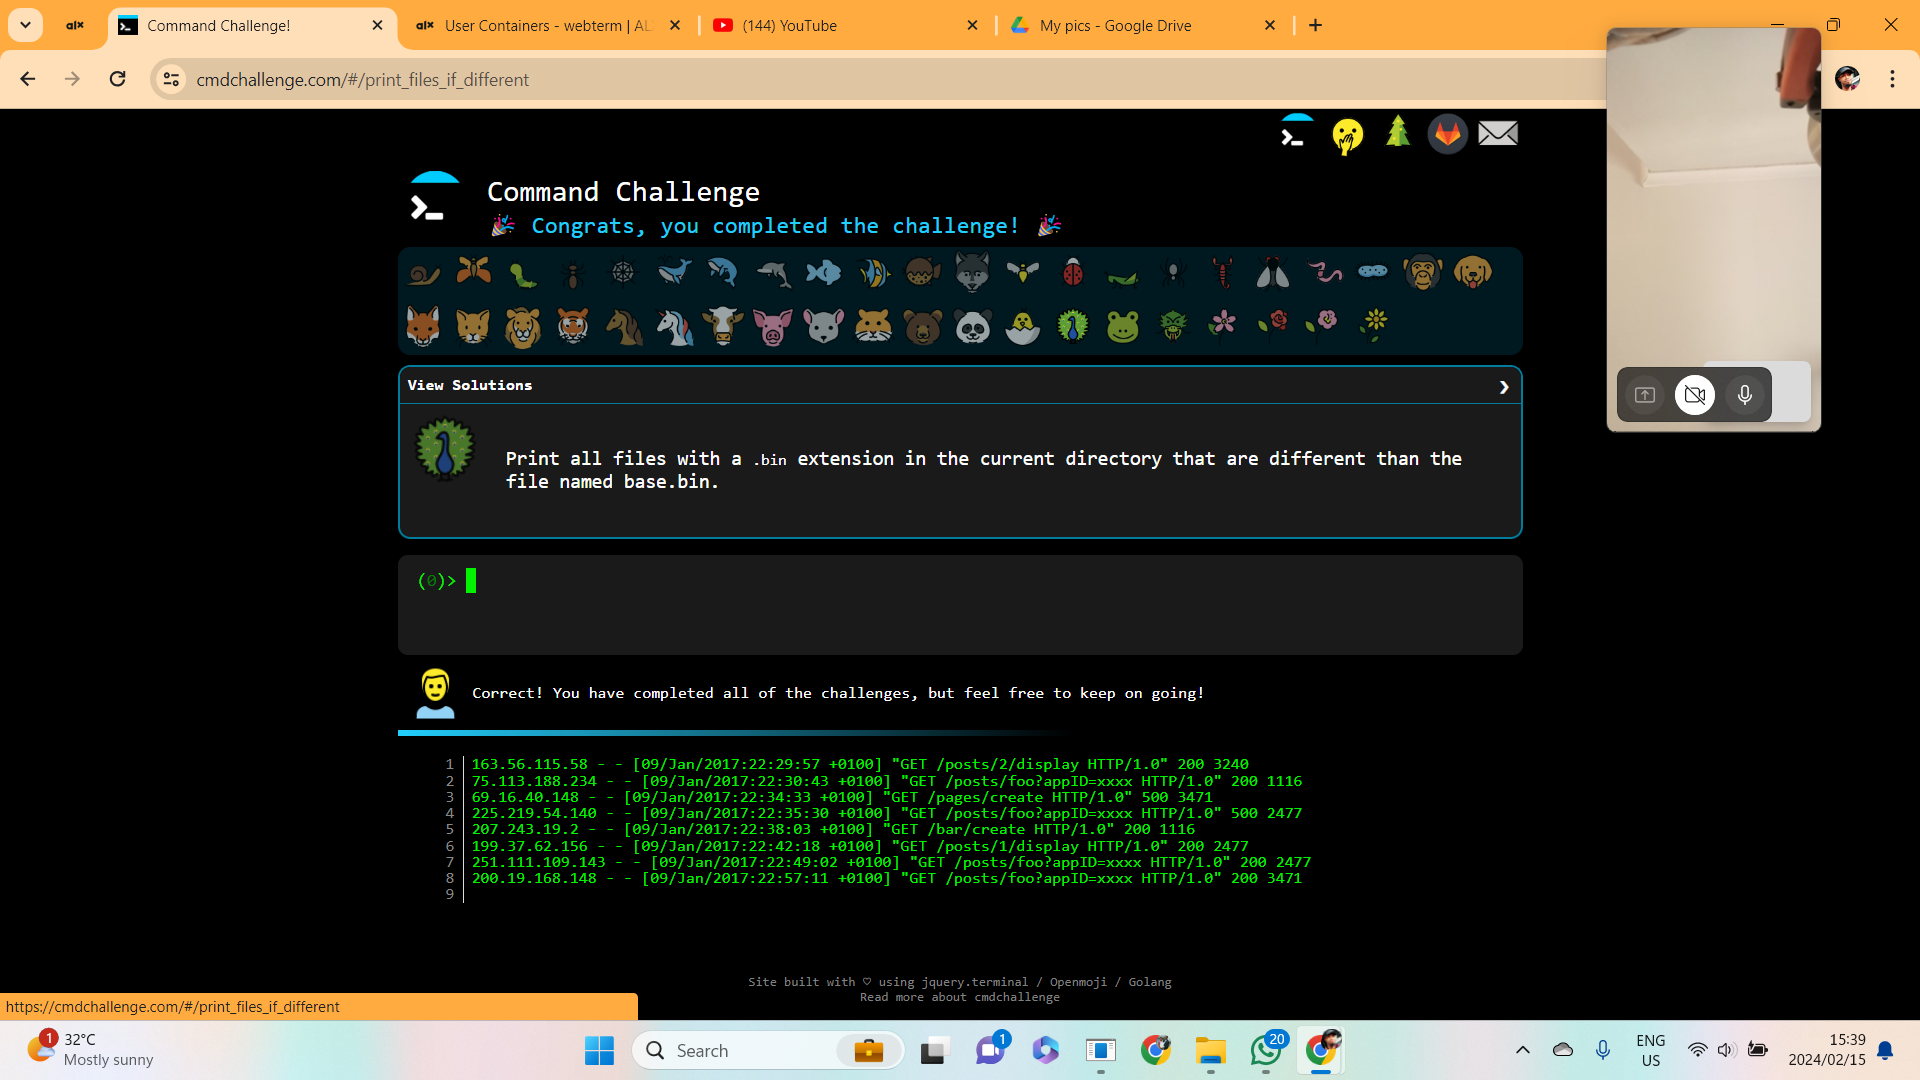 alx
Command Challenge!
alx
User Containers - webterm | AL
(144) YouTube
My pics - Google Drive
cmdchallenge.com/#/print_files_if_different
Command Challenge
Congrats, you completed the challenge!
View Solutions
Print all files with a .bin extension in the current directory that are different than the
file named base.bin.
(0)>
Correct! You have completed all of the challenges, but feel free to keep on going!
1 163.56.115.58 - - [09/Jan/2017:22:29:57 +0100] "GET /posts/2/display HTTP/1.0" 200 3240
2 75.113.188.234 - - [09/Jan/2017:22:30:43 +0100] "GET /posts/foo?appID=xxxx HTTP/1.0" 200 1116
3 69.16.40.148 - - [09/Jan/2017:22:34:33 +0100] "GET /pages/create HTTP/1.0" 500 3471
4 225.219.54.140 - - [09/Jan/2017:22:35:30 +0100] "GET /posts/foo?appID=xxxx HTTP/1.0" 500 2477
5 207.243.19.2 - - [09/Jan/2017:22:38:03 +0100] "GET /bar/create HTTP/1.0" 200 1116
6 199.37.62.156 - - [09/Jan/2017:22:42:18 +0100] "GET /posts/1/display HTTP/1.0" 200 2477
7 251.111.109.143 - - [09/Jan/2017:22:49:02 +0100] "GET /posts/foo?appID=xxxx HTTP/1.0" 200 2477
8 200.19.168.148 - - [09/Jan/2017:22:57:11 +0100] "GET /posts/foo?appID=xxxx HTTP/1.0" 200 3471
9
Site built with ♡ using jquery.terminal / Openmoji / Golang
Read more about cmdchallenge
https://cmdchallenge.com/#/print_files_if_different
1
32°C
Mostly sunny
Search
1
20
ENG
US
15:39
2024/02/15